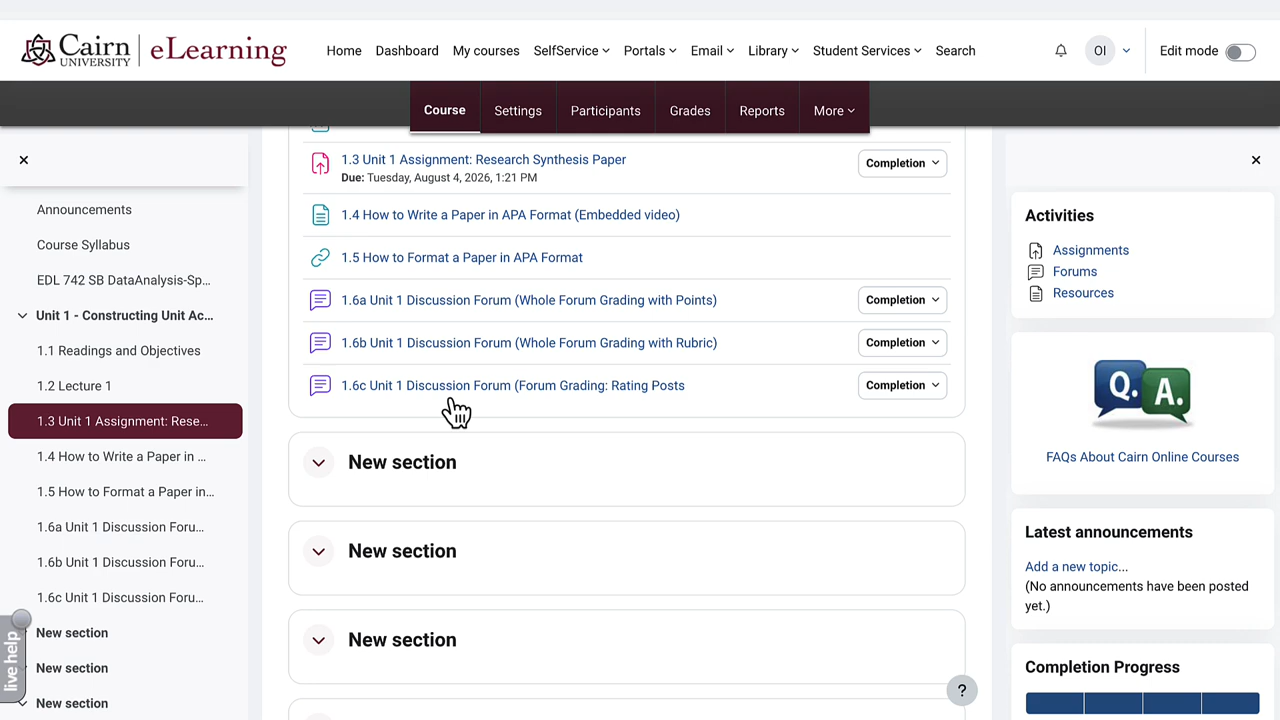 Cairn UNIVERSITY eLearning
Home Dashboard My courses SelfService Portals Email Library Student Services Search
OI
Edit mode
Course Settings Participants Grades Reports More
Announcements
Course Syllabus
EDL 742 SB DataAnalysis-Sp...
Unit 1 - Constructing Unit Ac...
1.1 Readings and Objectives
1.2 Lecture 1
1.3 Unit 1 Assignment: Rese...
1.4 How to Write a Paper in ...
1.5 How to Format a Paper in...
1.6a Unit 1 Discussion Foru...
1.6b Unit 1 Discussion Foru...
1.6c Unit 1 Discussion Foru...
New section
New section
New section
live help
1.3 Unit 1 Assignment: Research Synthesis Paper
Completion
Due: Tuesday, August 4, 2026, 1:21 PM
1.4 How to Write a Paper in APA Format (Embedded video)
1.5 How to Format a Paper in APA Format
1.6a Unit 1 Discussion Forum (Whole Forum Grading with Points)
Completion
1.6b Unit 1 Discussion Forum (Whole Forum Grading with Rubric)
Completion
1.6c Unit 1 Discussion Forum (Forum Grading: Rating Posts
Completion
New section
New section
New section
?
Activities
Assignments
Forums
Resources
Q. A.
FAQs About Cairn Online Courses
Latest announcements
Add a new topic...
(No announcements have been posted
yet.)
Completion Progress